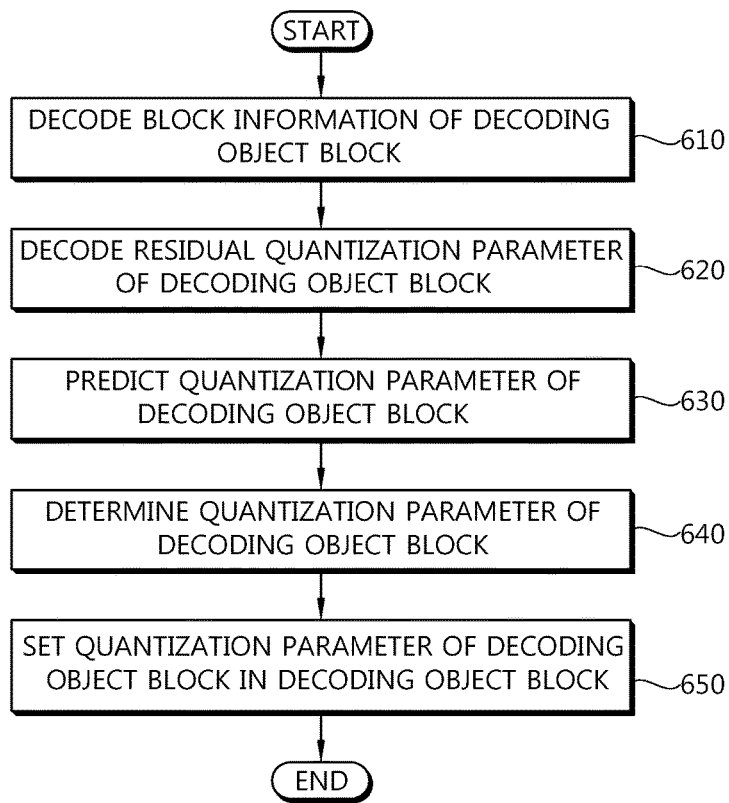 START
DECODE BLOCK INFORMATION OF DECODING
OBJECT BLOCK
610
DECODE RESIDUAL QUANTIZATION PARAMETER
OF DECODING OBJECT BLOCK
620
PREDICT QUANTIZATION PARAMETER OF
DECODING OBJECT BLOCK
630
DETERMINE QUANTIZATION PARAMETER OF
DECODING OBJECT BLOCK
640
SET QUANTIZATION PARAMETER OF DECODING
OBJECT BLOCK IN DECODING OBJECT BLOCK
650
END